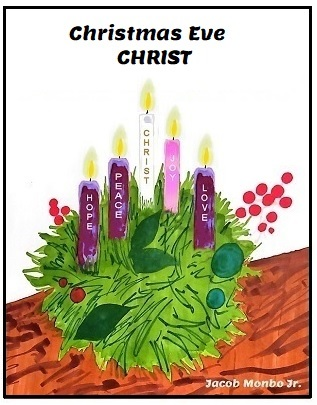 Christmas Eve
CHRIST
HOPE
PEACE
CHRIST
JOY
LOVE
Jacob Monbo Jr.